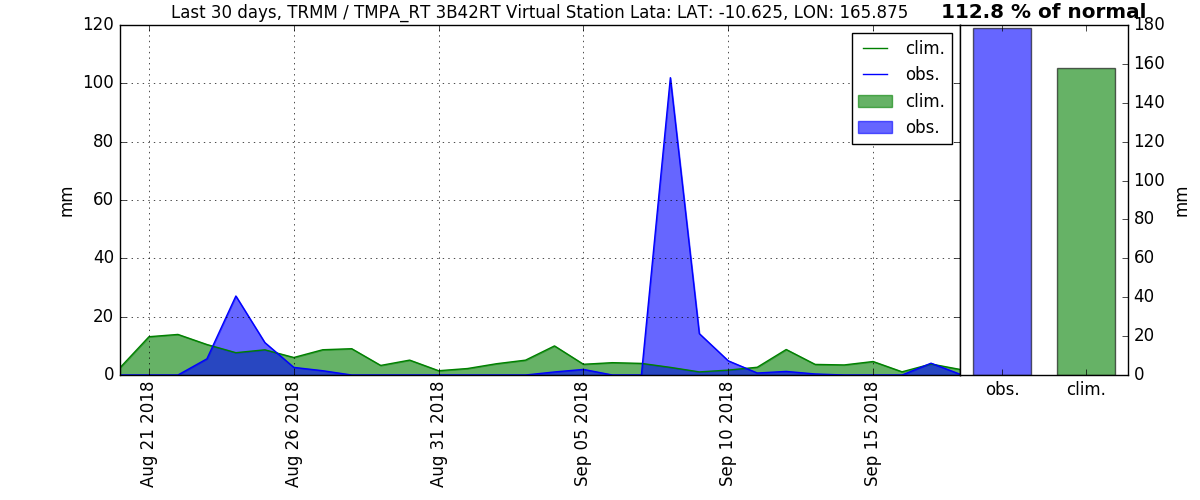 Last 30 days, TRMM / TMPA_RT 3B42RT Virtual Station Lata: LAT: -10.625, LON: 165.875
112.8 % of normal
120
100
80
60
40
20
0
mm
clim.
obs.
clim.
obs.
Aug 21 2018
Aug 26 2018
Aug 31 2018
Sep 05 2018
Sep 10 2018
Sep 15 2018
180
160
140
120
100
80
60
40
20
0
mm
obs.
clim.